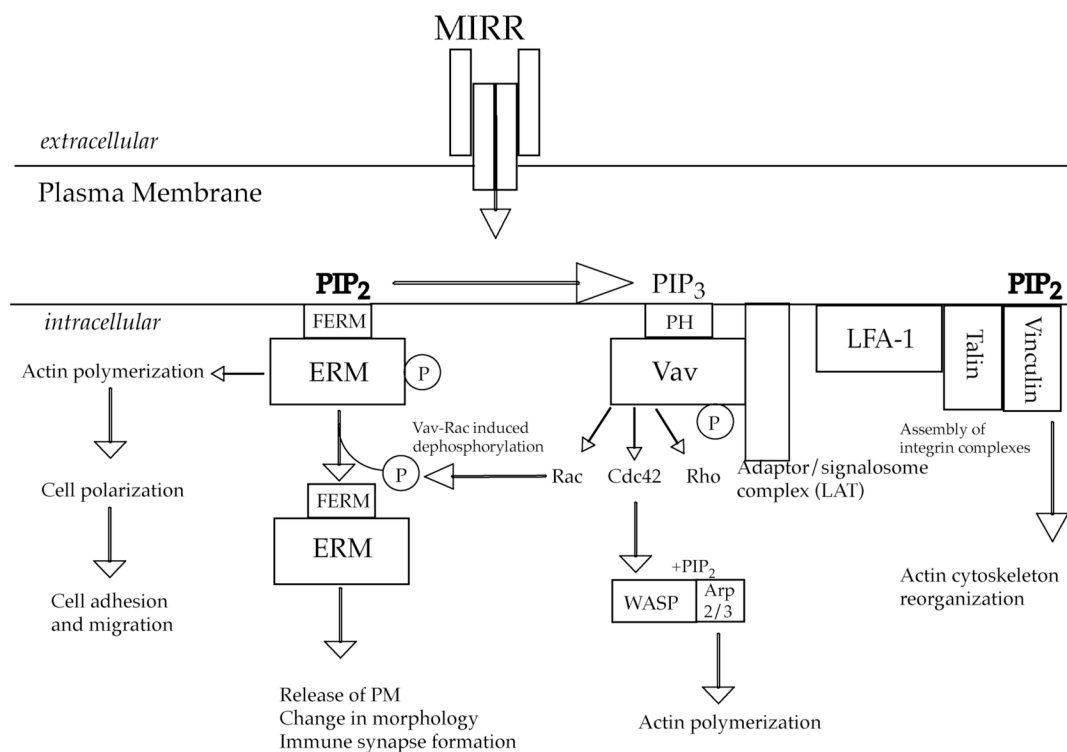 MIRR
extracellular
Plasma Membrane
PIP2
PIP3
PIP2
intracellular
FERM
PH
LFA-1
Talin
Vinculin
Actin polymerization
ERM
P
Vav
P
Vav-Rac induced
dephosphorylation
Assembly of
integrin complexes
Cell polarization
P
Rac
Cdc42
Rho
Adaptor/signalosome
complex (LAT)
FERM
ERM
+PIP2
WASP
Arp
2/3
Actin cytoskeleton
reorganization
Cell adhesion
and migration
Release of PM
Change in morphology
Immune synapse formation
Actin polymerization